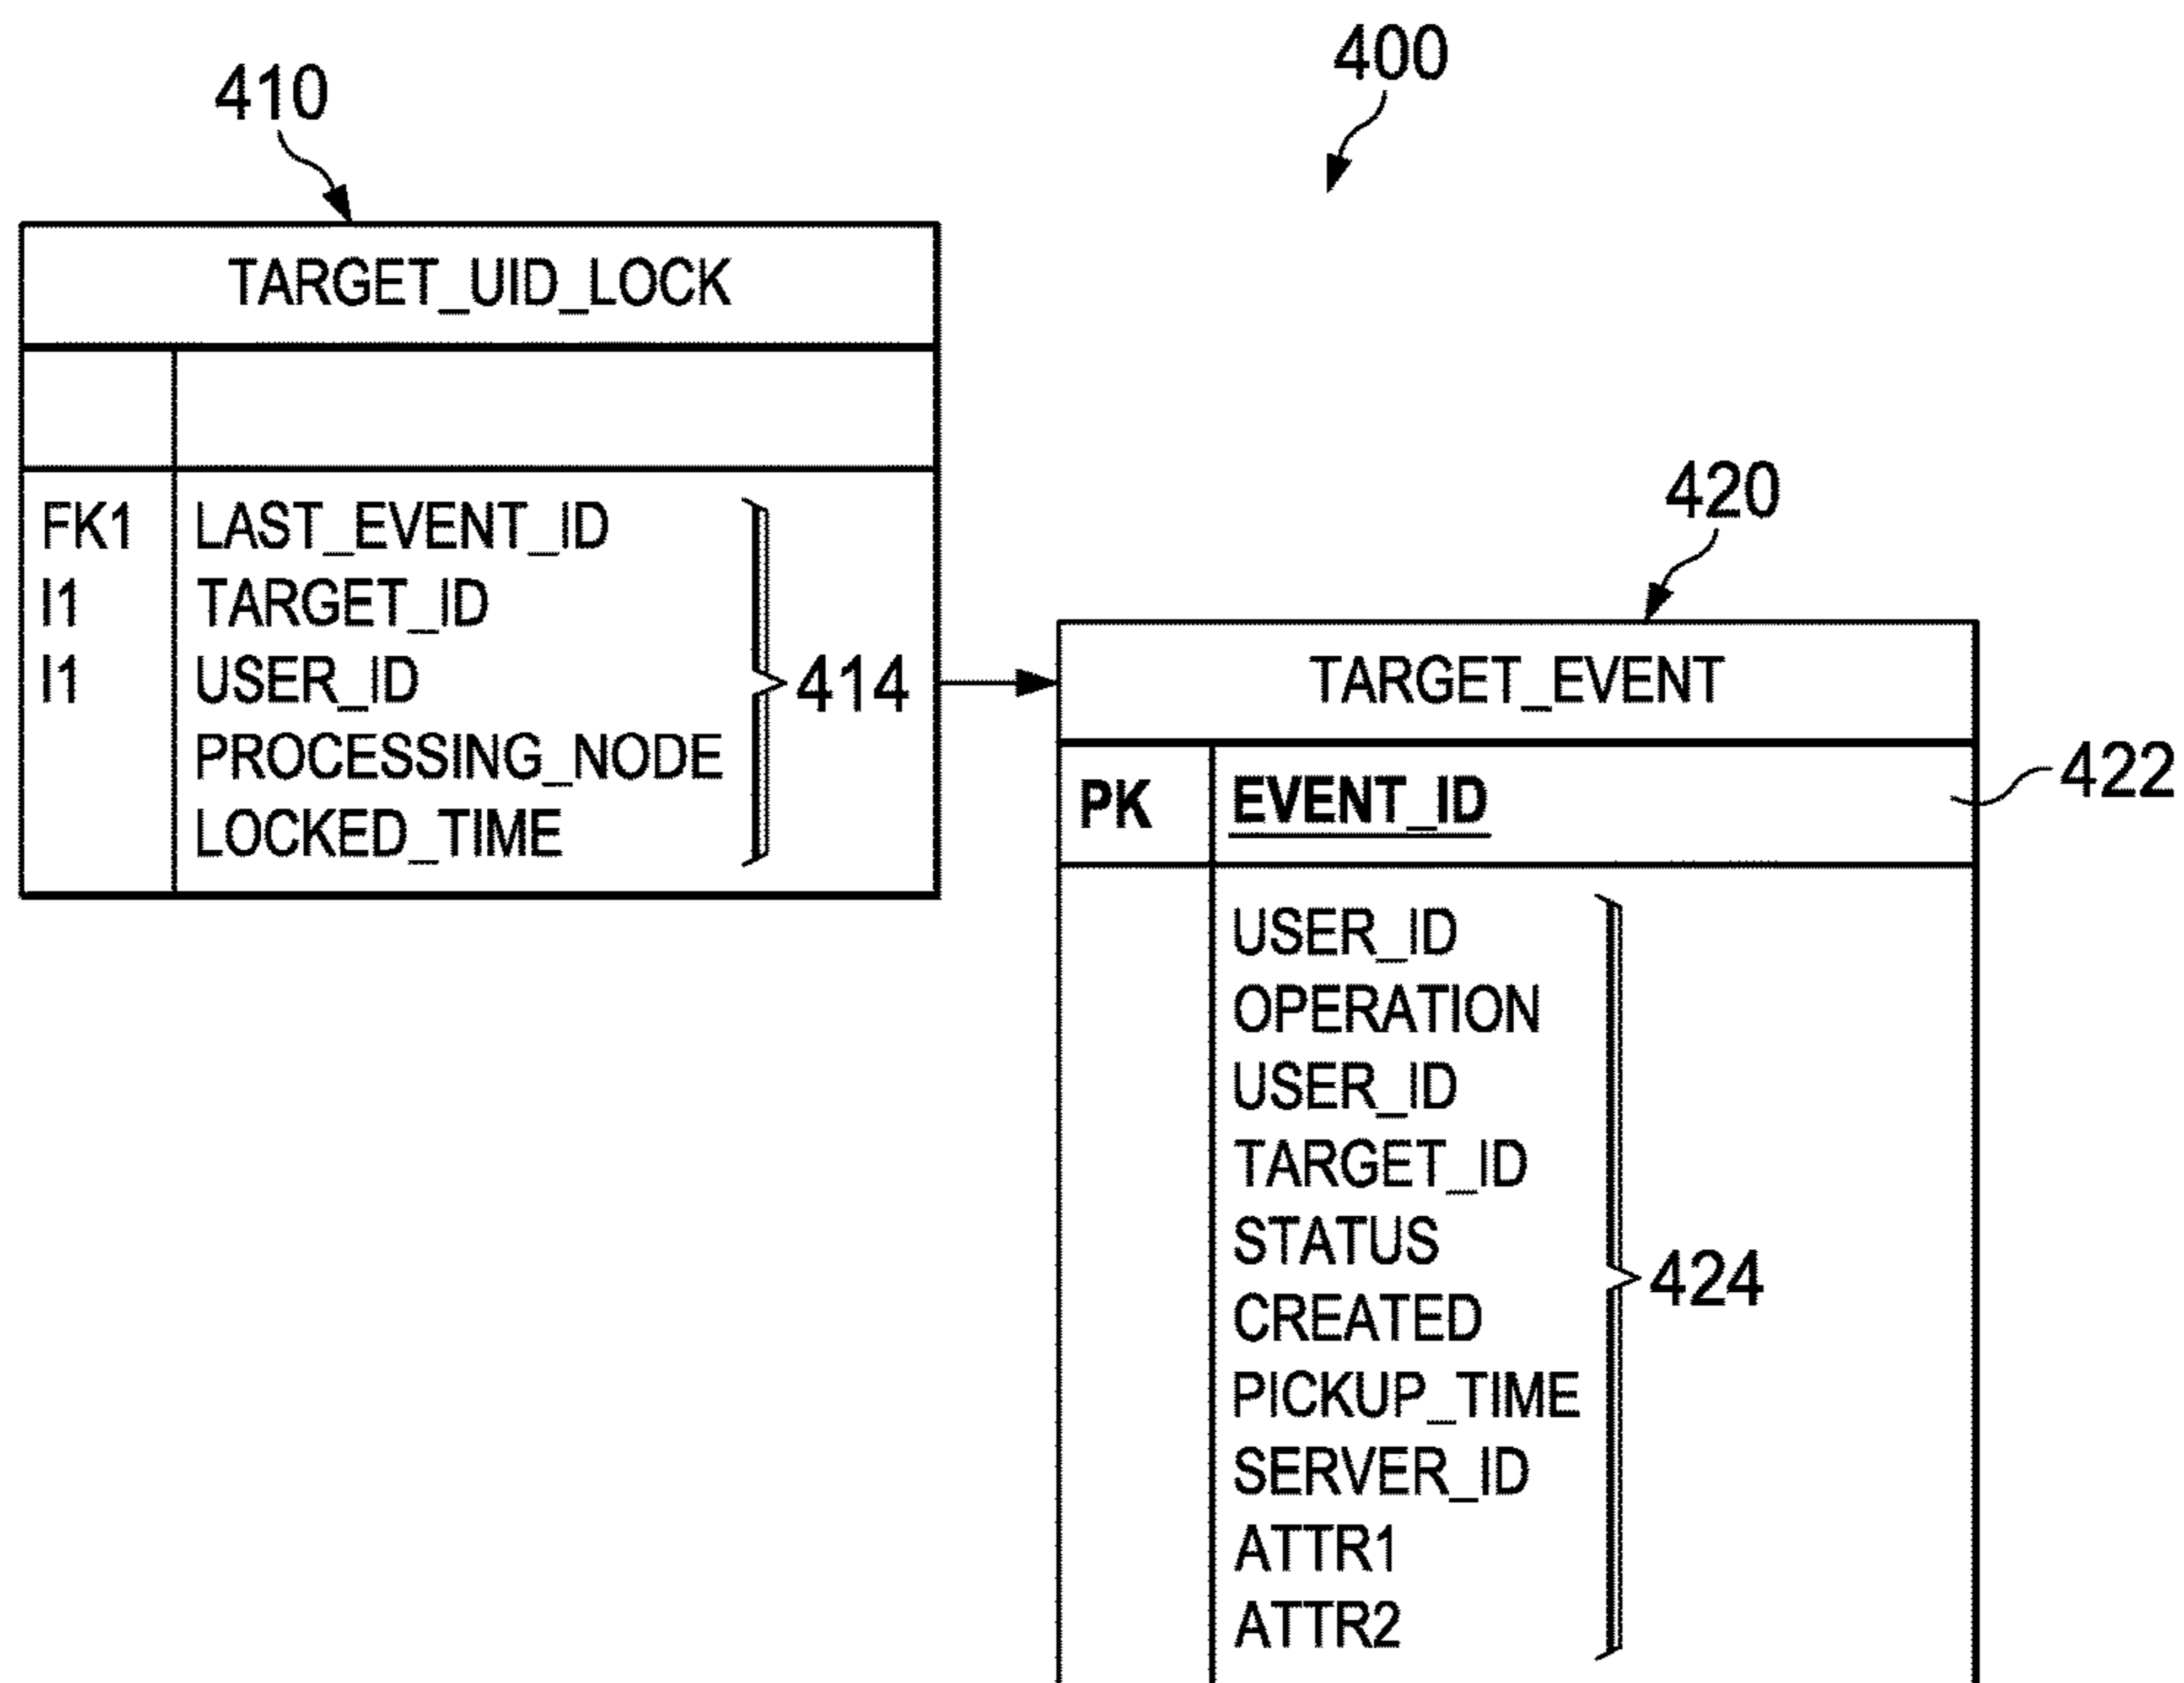 400
410
TARGET_UID_LOCK
FK1 LAST_EVENT_ID
I1 TARGET_ID
I1 USER_ID
PROCESSING_NODE
LOCKED_TIME
414
420
TARGET_EVENT
PK EVENT_ID
422
USER_ID
OPERATION
USER_ID
TARGET_ID
STATUS
CREATED
PICKUP_TIME
SERVER_ID
ATTR1
ATTR2
424